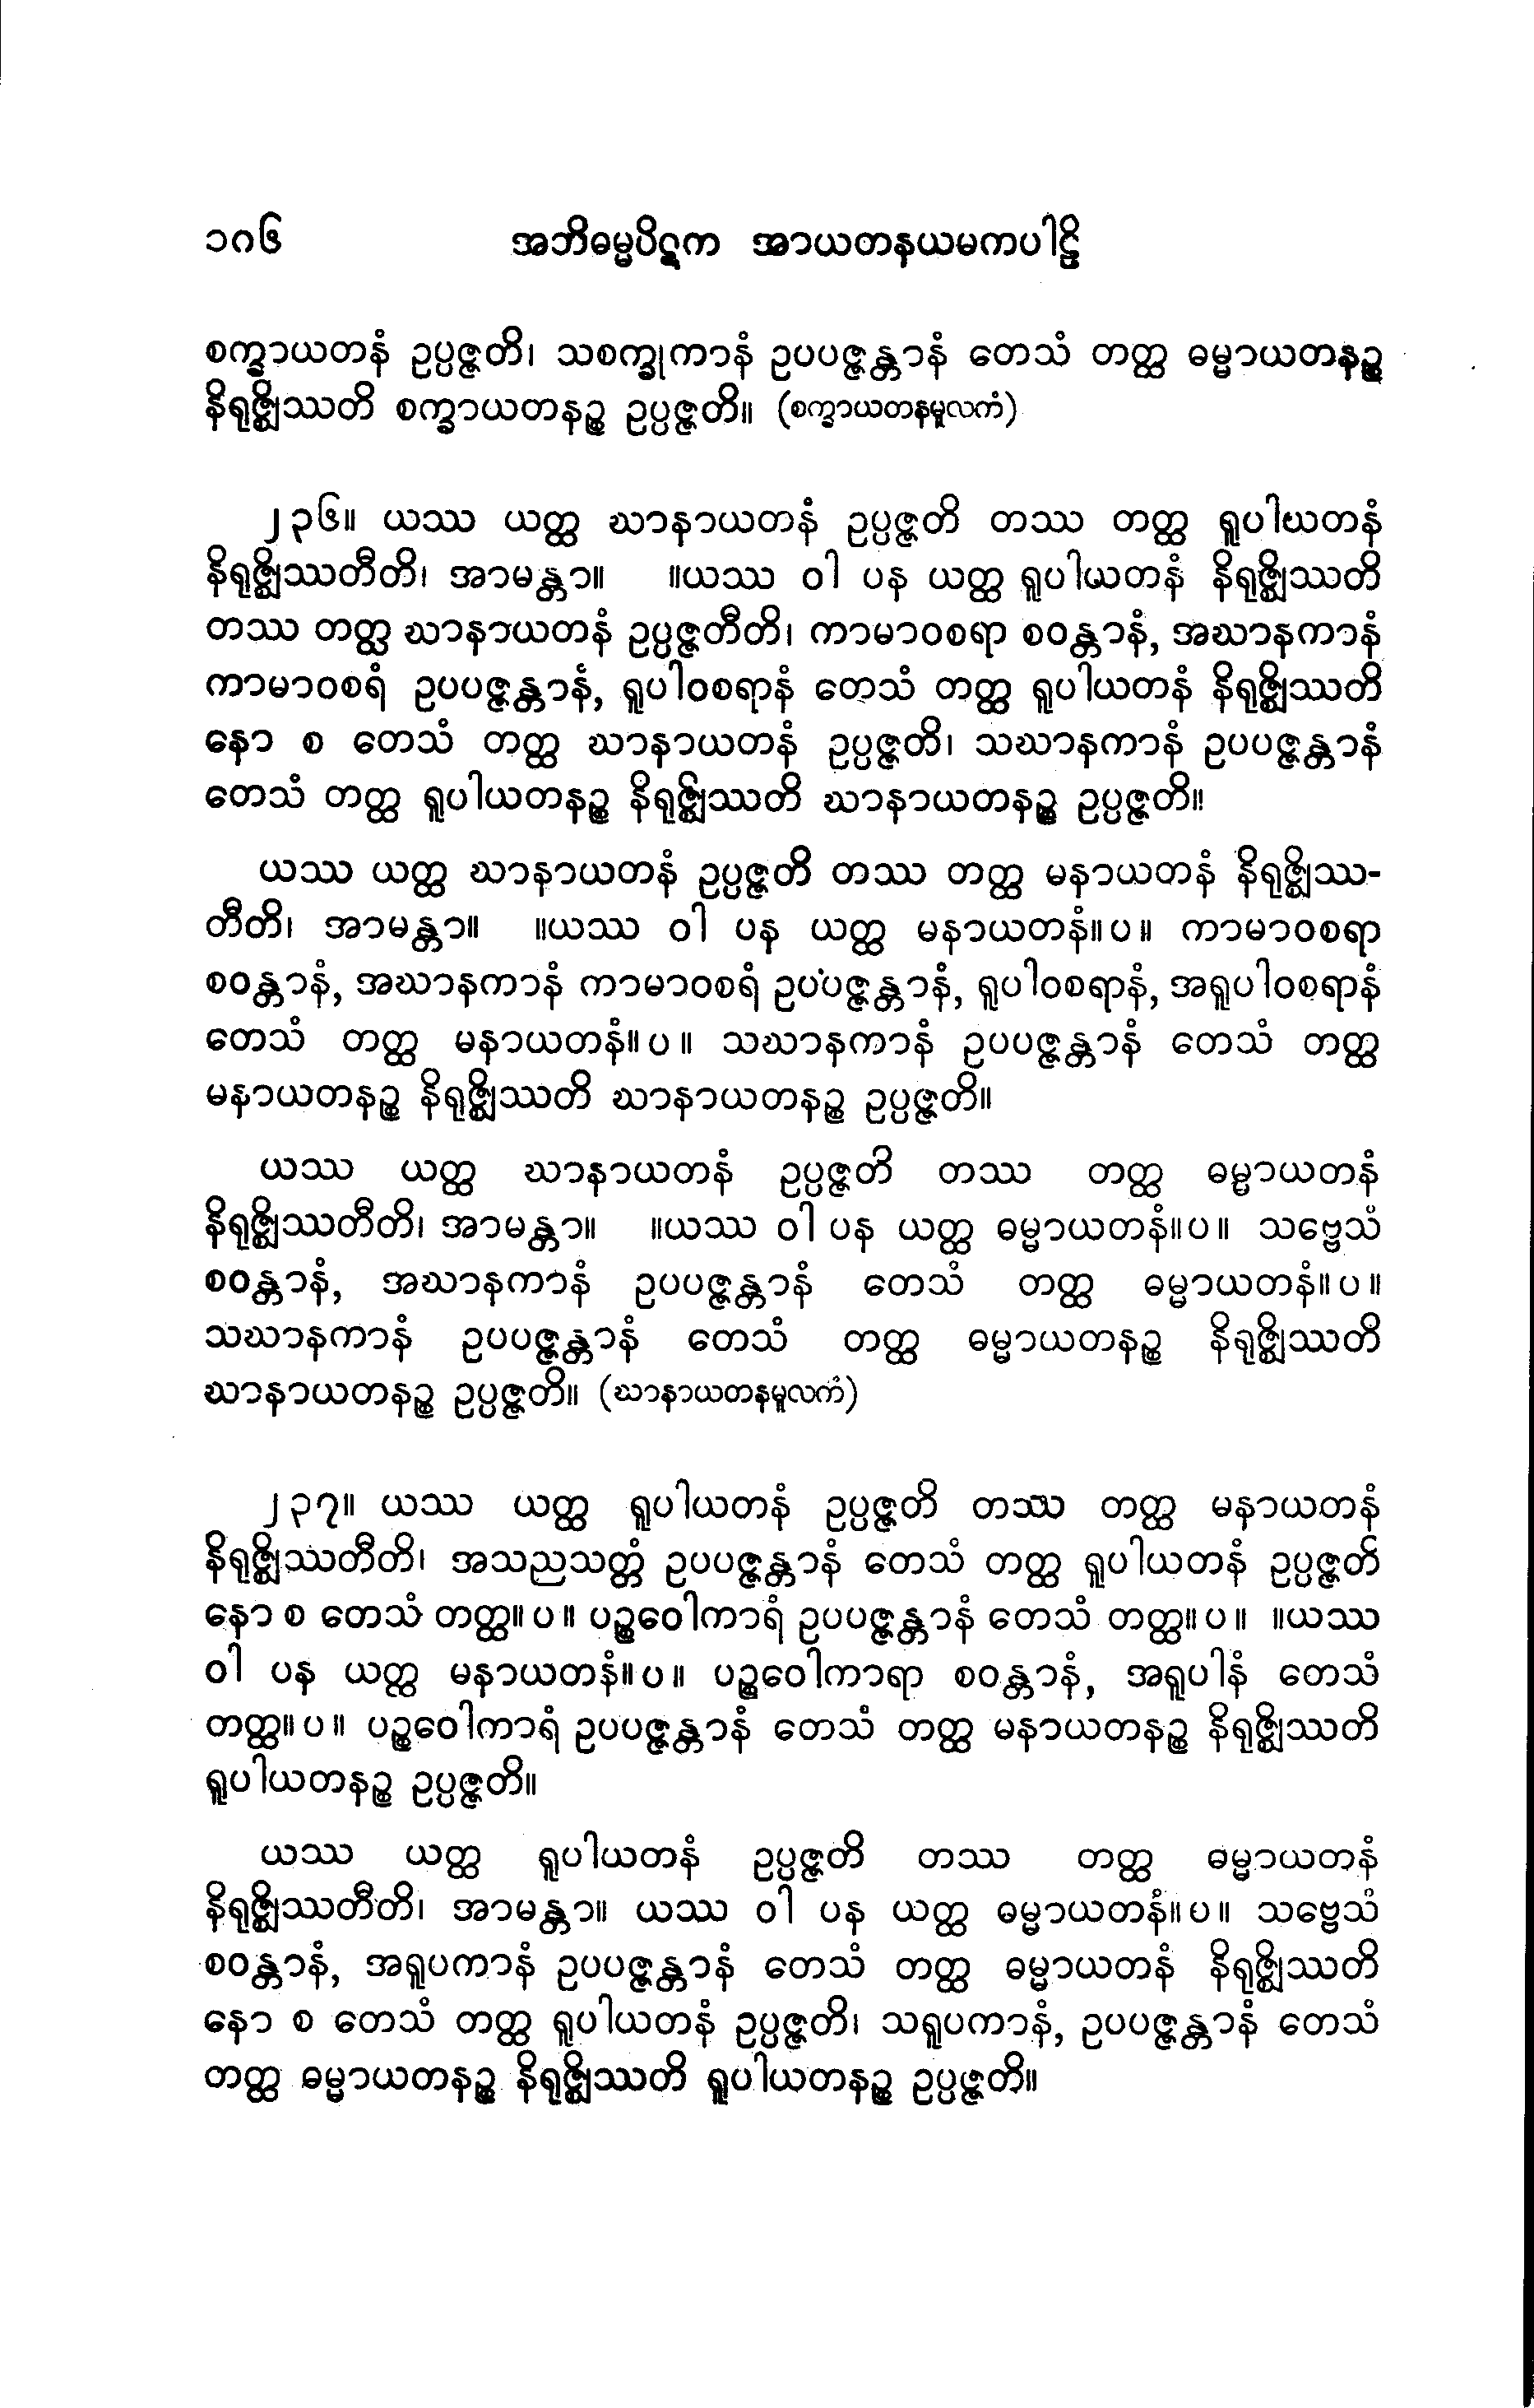 ၁၈၆ အဘိဓမ္မပိဋက အာယတနယမကပါဠိ
စက္ခာယတနံ ဥပ္ပဇ္ဇတိ၊ သစက္ခုကာနံ ဥပပဇ္ဇန္တာနံ တေသံ တတ္ထ ဓမ္မာယတနဉ္စ
နိရုဇ္ဈိဿတိ စက္ခာယတနဉ္စ ဥပ္ပဇ္ဇတိ။ (စက္ခာယတနမူလကံ)
၂၃၆။ ယဿ ယတ္ထ ဃာနာယတနံ ဥပ္ပဇ္ဇတိ တဿ တတ္ထ ရူပါယတနံ
နိရုဇ္ဈိဿတီတိ၊ အာမန္တာ။ ။ယဿ ဝါ ပန ယတ္ထ ရူပါယတနံ နိရုဇ္ဈိဿတိ
တဿ တတ္ထ ဃာနာယတနံ ဥပ္ပဇ္ဇတီတိ၊ ကာမာဝစရာ စဝန္တာနံ, အဃာနကာနံ
ကာမာဝစရံ ဥပပဇ္ဇန္တာနံ, ရူပါဝစရာနံ တေသံ တတ္ထ ရူပါယတနံ နိရုဇ္ဈိဿတိ
နော စ တေသံ တတ္ထ ဃာနာယတနံ ဥပ္ပဇ္ဇတိ၊ သဃာနကာနံ ဥပပဇ္ဇန္တာနံ
တေသံ တတ္ထ ရူပါယတနဉ္စ နိရုဇ္ဈိဿတိ ဃာနာယတနဉ္စ ဥပ္ပဇ္ဇတိ။
ယဿ ယတ္ထ ဃာနာယတနံ ဥပ္ပဇ္ဇတိ တဿ တတ္ထ မနာယတနံ နိရုဇ္ဈိဿ-
တီတိ၊ အာမန္တာ။ ။ယဿ ဝါ ပန ယတ္ထ မနာယတနံ။ပ။ ကာမာဝစရာ
စဝန္တာနံ, အဃာနကာနံ ကာမာဝစရံ ဥပပဇ္ဇန္တာနံ, ရူပါဝစရာနံ, အရူပါဝစရာနံ
တေသံ တတ္ထ မနာယတနံ။ပ။ သဃာနကာနံ ဥပပဇ္ဇန္တာနံ တေသံ တတ္ထ
မနာယတနဉ္စ နိရုဇ္ဈိဿတိ ဃာနာယတနဉ္စ ဥပ္ပဇ္ဇတိ။
ယဿ ယတ္ထ ဃာနာယတနံ ဥပ္ပဇ္ဇတိ တဿ တတ္ထ ဓမ္မာယတနံ
နိရုဇ္ဈိဿတီတိ၊ အာမန္တာ။ ။ယဿ ဝါ ပန ယတ္ထ ဓမ္မာယတနံ။ပ။ သဗ္ဗေသံ
စဝန္တာနံ, အဃာနကာနံ ဥပပဇ္ဇန္တာနံ တေသံ တတ္ထ ဓမ္မာယတနံ။ပ။
သဃာနကာနံ ဥပပဇ္ဇန္တာနံ တေသံ တတ္ထ ဓမ္မာယတနဉ္စ နိရုဇ္ဈိဿတိ
ဃာနာယတနဉ္စ ဥပ္ပဇ္ဇတိ။ (ဃာနာယတနမူလကံ)
၂၃၇။ ယဿ ယတ္ထ ရူပါယတနံ ဥပ္ပဇ္ဇတိ တဿ တတ္ထ မနာယတနံ
နိရုဇ္ဈိဿတီတိ၊ အသညသတ္တံ ဥပပဇ္ဇန္တာနံ တေသံ တတ္ထ ရူပါယတနံ ဥပ္ပဇ္ဇတိ
နော စ တေသံ တတ္ထ။ပ။ ပဉ္စဝေါကာရံ ဥပပဇ္ဇန္တာနံ တေသံ တတ္ထ။ပ။ ။ယဿ
ဝါ ပန ယတ္ထ မနာယတနံ။ပ။ ပဉ္စဝေါကာရာ စဝန္တာနံ, အရူပါနံ တေသံ
တတ္ထ။ပ။ ပဉ္စဝေါကာရံ ဥပပဇ္ဇန္တာနံ တေသံ တတ္ထ မနာယတနဉ္စ နိရုဇ္ဈိဿတိ
ရူပါယတနဉ္စ ဥပ္ပဇ္ဇတိ။
ယဿ ယတ္ထ ရူပါယတနံ ဥပ္ပဇ္ဇတိ တဿ တတ္ထ ဓမ္မာယတနံ
နိရုဇ္ဈိဿတီတိ၊ အာမန္တာ။ ယဿ ဝါ ပန ယတ္ထ ဓမ္မာယတနံ။ပ။ သဗ္ဗေသံ
စဝန္တာနံ, အရူပကာနံ ဥပပဇ္ဇန္တာနံ တေသံ တတ္ထ ဓမ္မာယတနံ နိရုဇ္ဈိဿတိ
နော စ တေသံ တတ္ထ ရူပါယတနံ ဥပ္ပဇ္ဇတိ၊ သရူပကာနံ, ဥပပဇ္ဇန္တာနံ တေသံ
တတ္ထ ဓမ္မာယတနဉ္စ နိရုဇ္ဈိဿတိ ရူပါယတနဉ္စ ဥပ္ပဇ္ဇတိ။